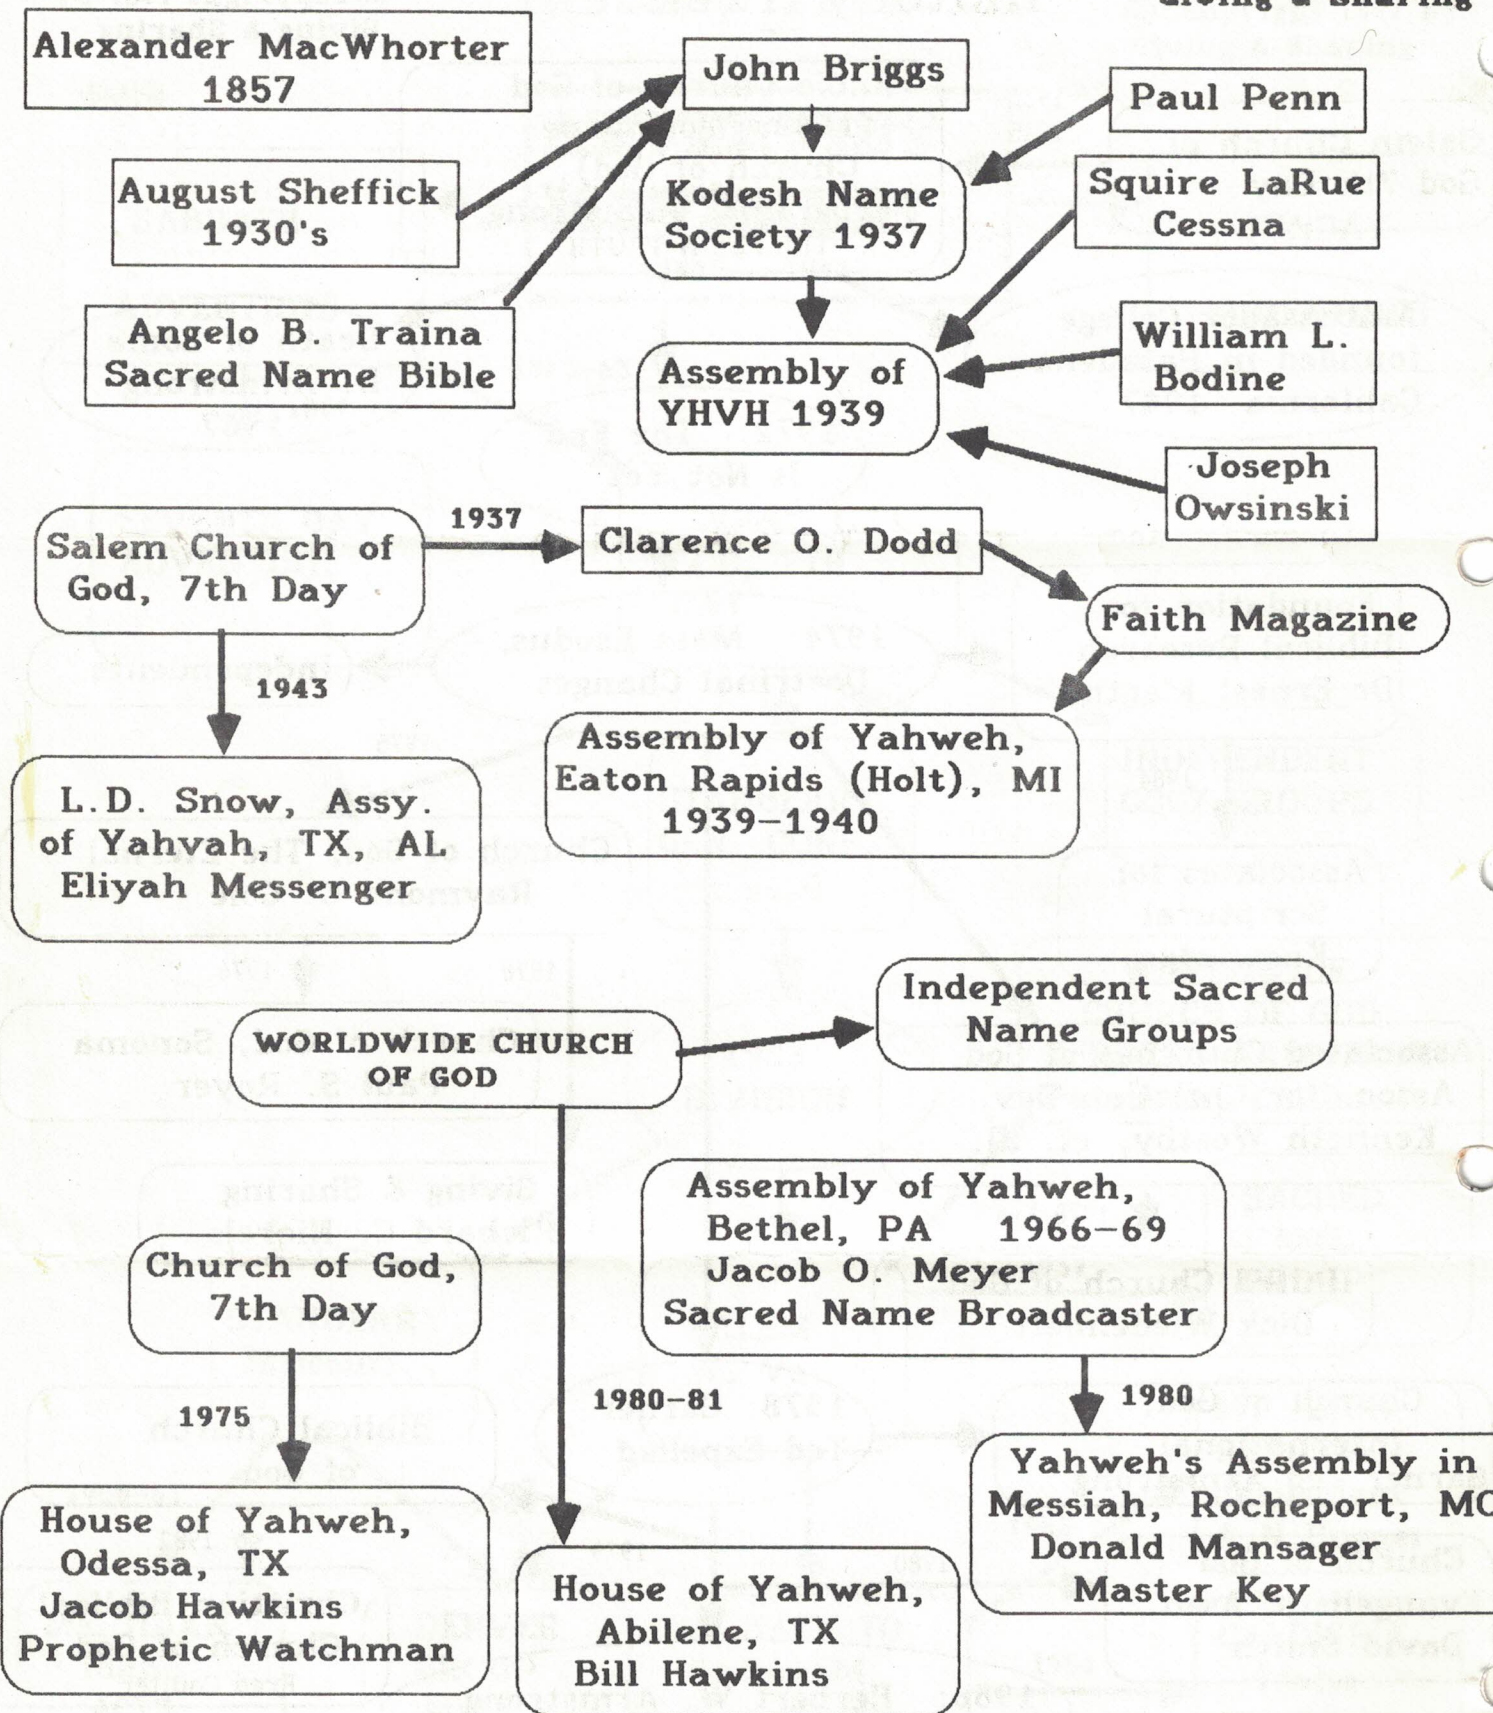 Giving & Sharing
Alexander MacWhorter
1857
John Briggs
Paul Penn
August Sheffick
1930's
Kodesh Name
Society 1937
Squire LaRue
Cessna
Angelo B. Traina
Sacred Name Bible
Assembly of
YHVH 1939
William L.
Bodine
Joseph
Owsinski
Salem Church of
God, 7th Day
1937
Clarence O. Dodd
Faith Magazine
1943
Assembly of Yahweh,
Eaton Rapids (Holt), MI
1939-1940
L.D. Snow, Assy.
of Yahvah, TX, AL
Eliyah Messenger
Independent Sacred
Name Groups
WORLDWIDE CHURCH
OF GOD
Assembly of Yahweh,
Bethel, PA 1966-69
Jacob O. Meyer
Sacred Name Broadcaster
Church of God,
7th Day
1975
1980-81
1980
Yahweh's Assembly in
Messiah, Rocheport, MO
Donald Mansager
Master Key
House of Yahweh,
Odessa, TX
Jacob Hawkins
Prophetic Watchman
House of Yahweh,
Abilene, TX
Bill Hawkins